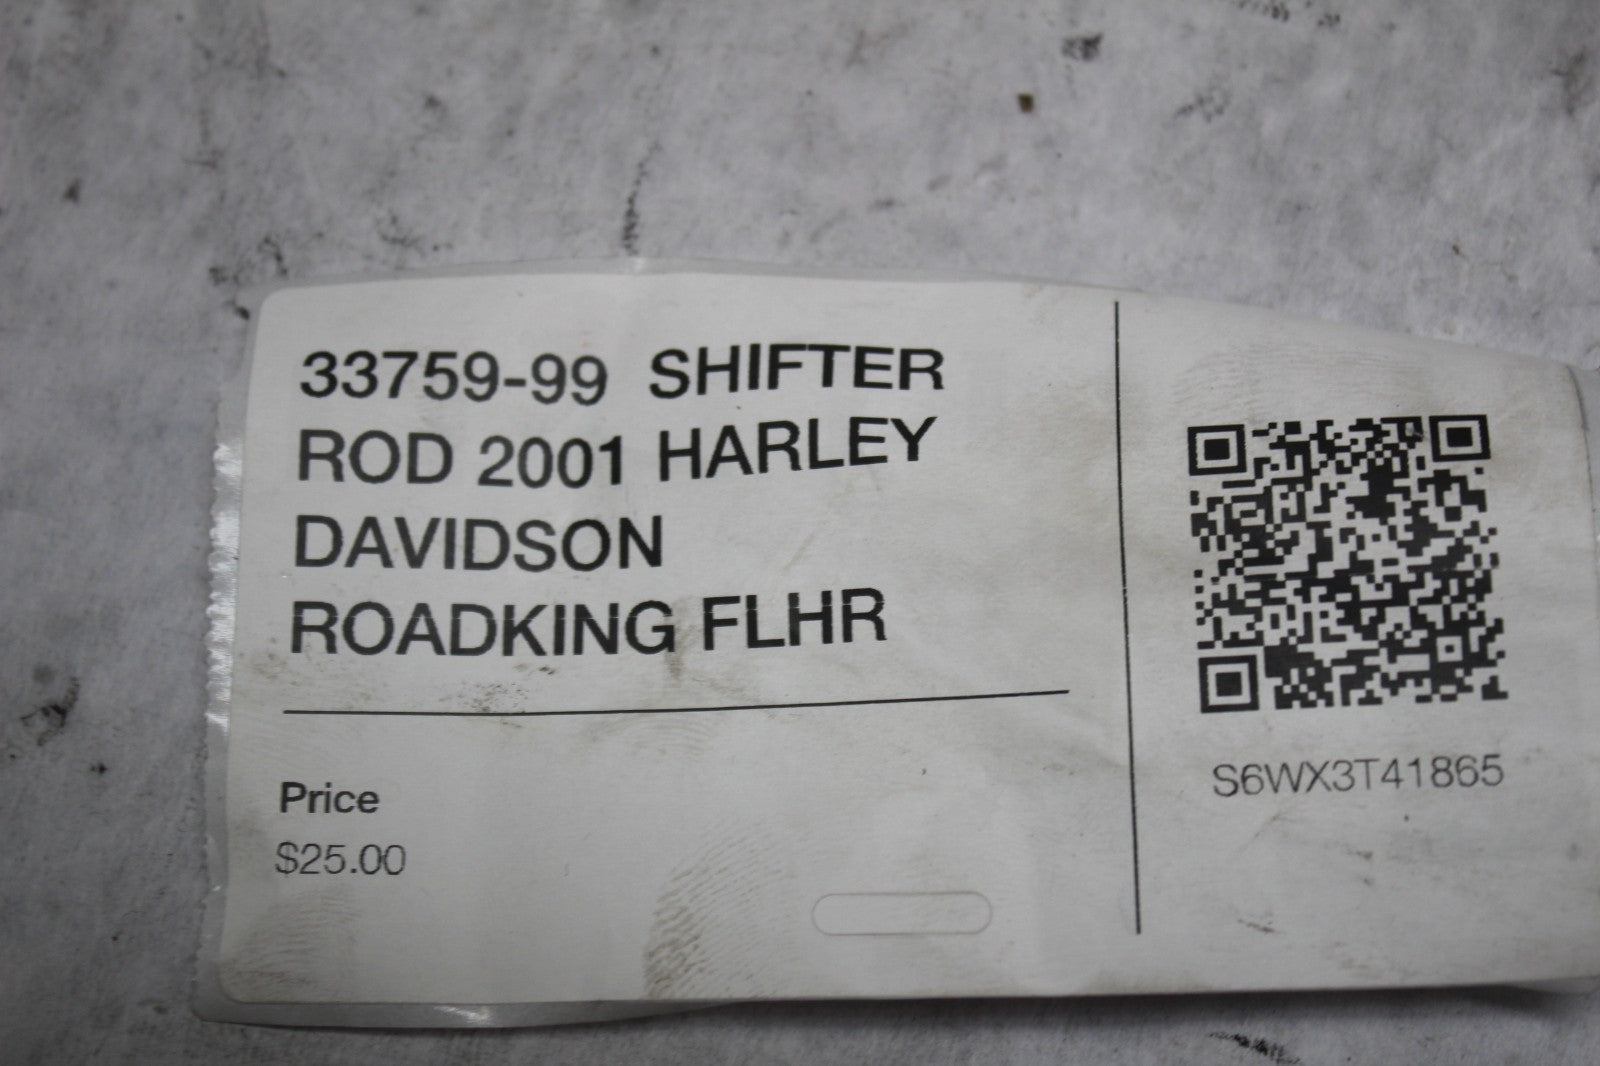 33759-99 SHIFTER
ROD 2001 HARLEY
DAVIDSON
ROADKING FLHR
Price
$25.00
S6WX3T41865